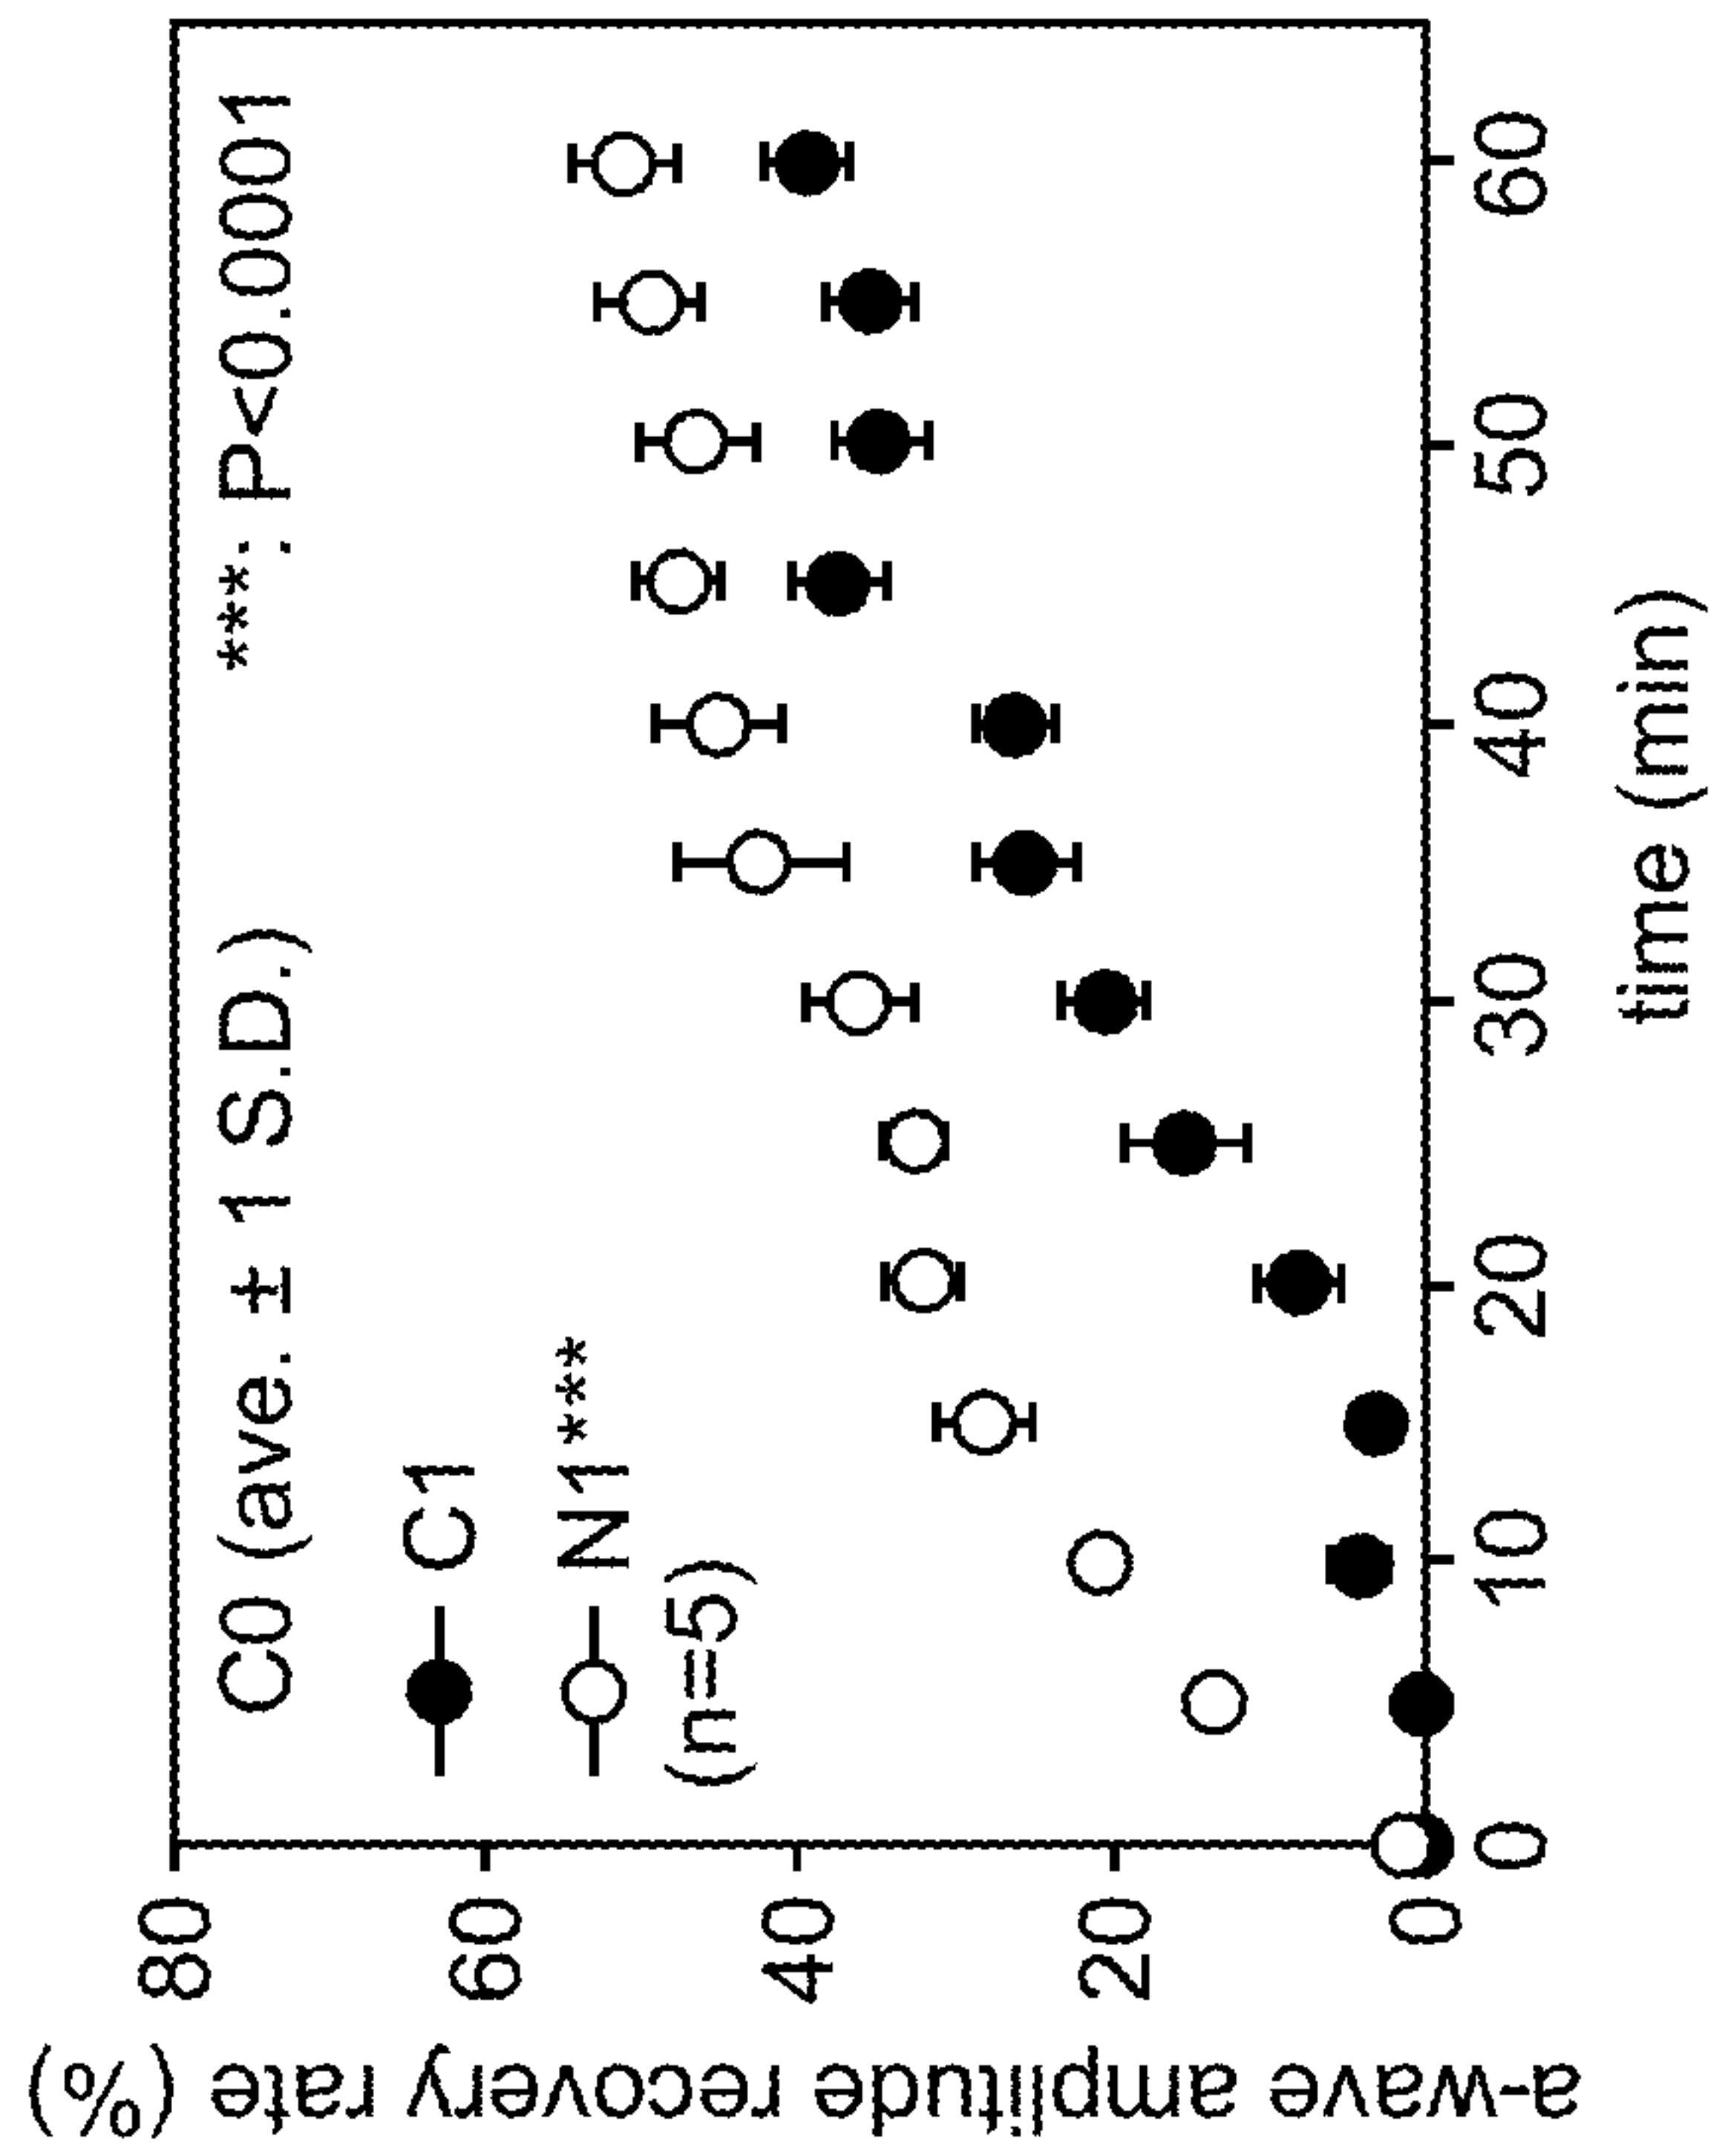 C0 (ave. ± 1 S.D.)
***; P<0.0001
C1
N1***
(n=5)
a-wave amplitude recovery rate (%)
80
60
40
20
0
0
10
20
30
40
50
60
time (min)